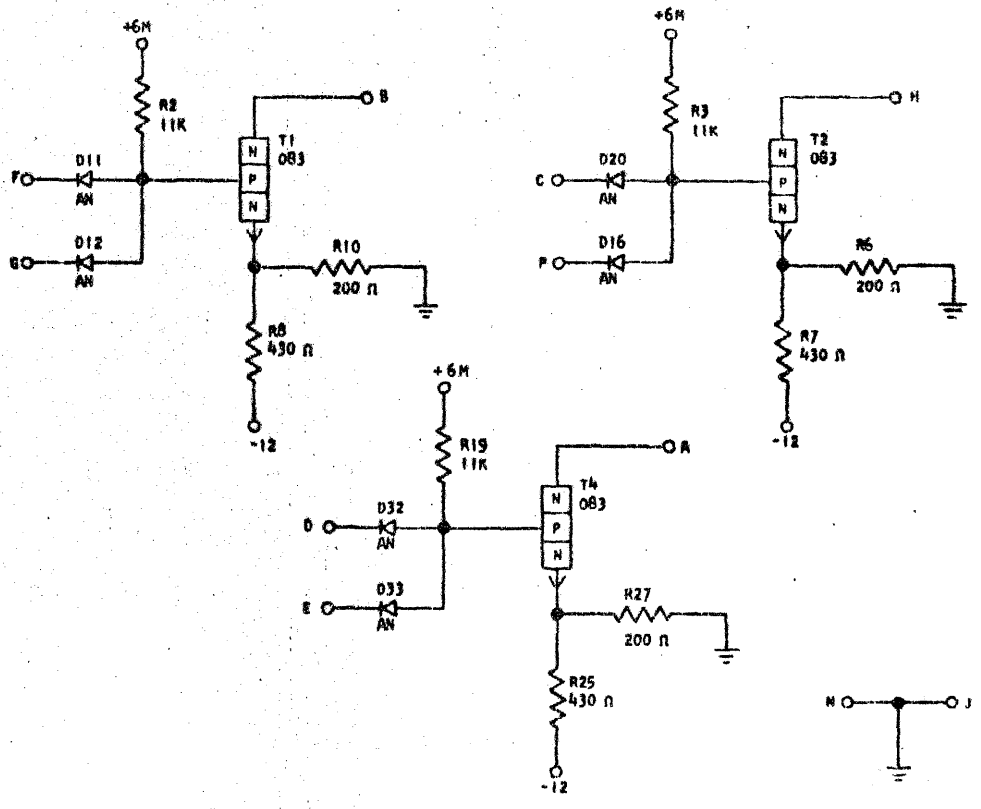 +6M
R2
11K
B
T1
083
N
P
N
F
D11
AN
D12
AN
R10
200 Ω
R8
430 Ω
-12
+6M
R3
11K
H
T2
083
N
P
N
C
D20
AN
P
D16
AN
R6
200 Ω
R7
430 Ω
-12
+6M
R19
11K
A
T4
083
N
P
N
D
D32
AN
E
D33
AN
R27
200 Ω
R25
430 Ω
-12
J